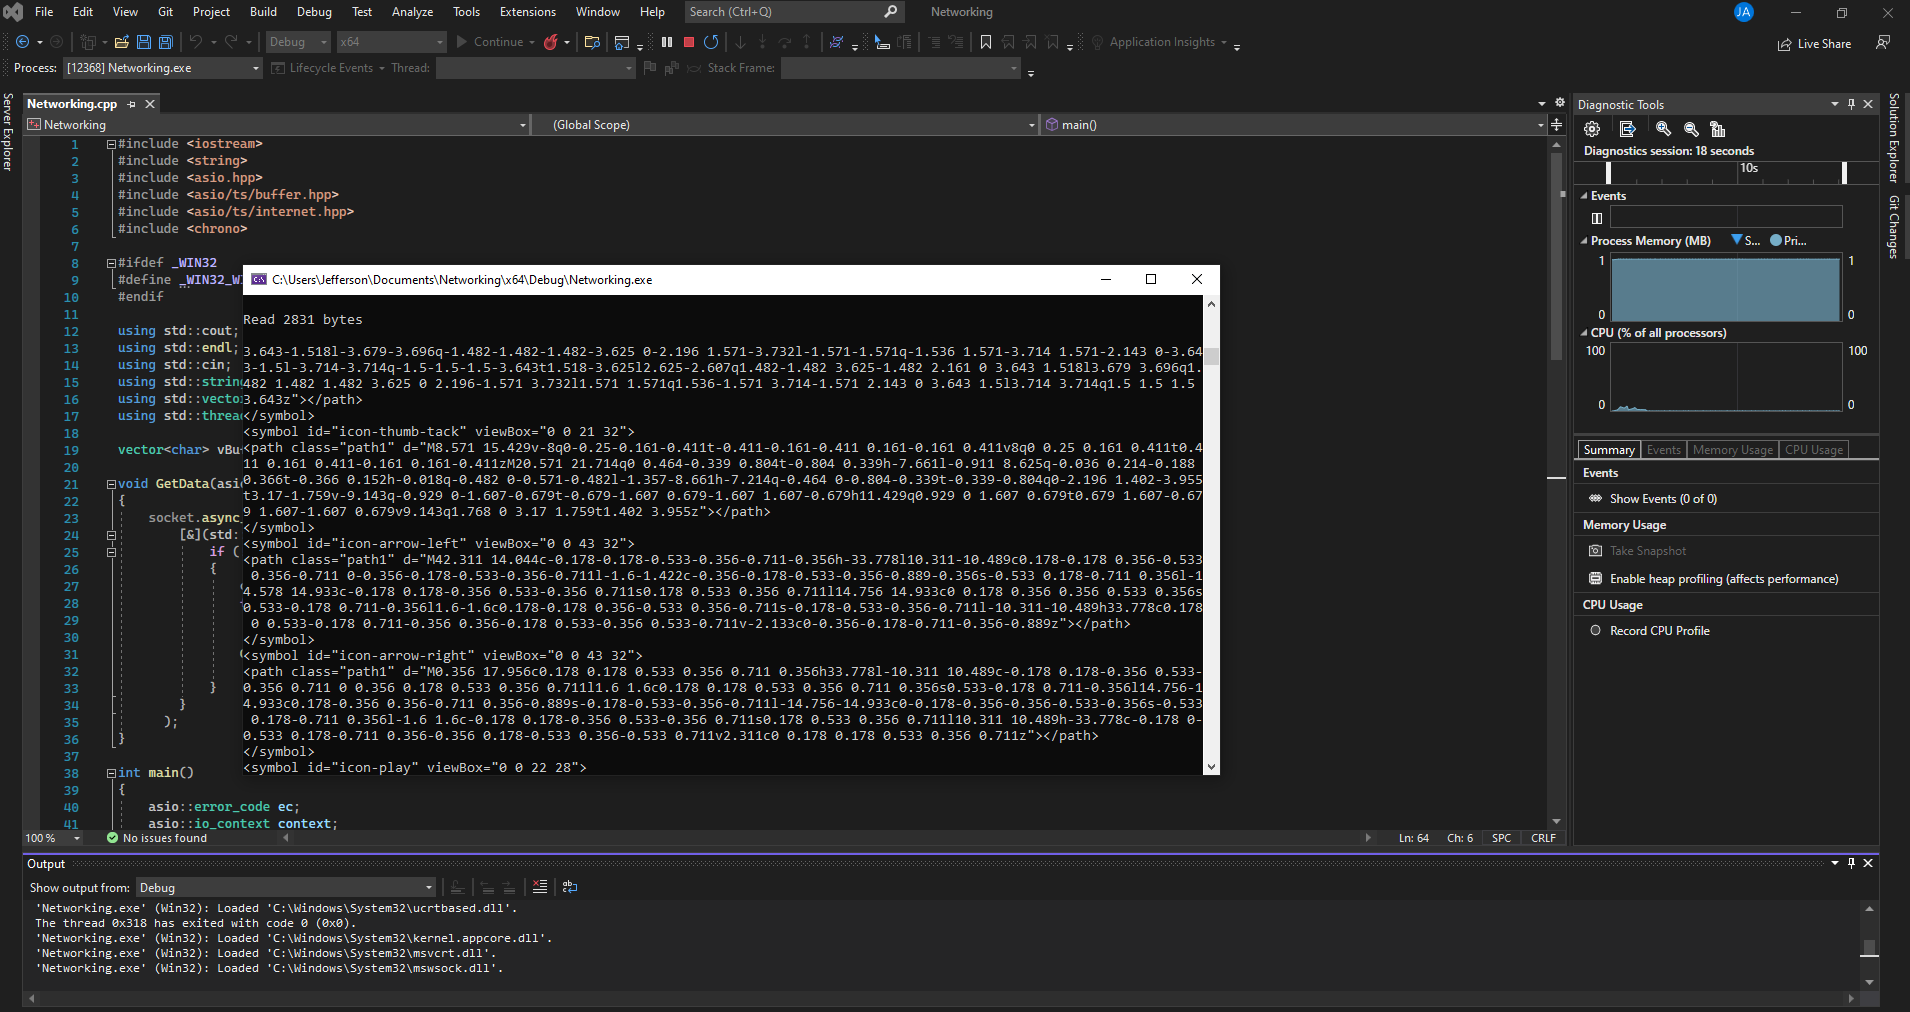 File Edit View Git Project Build Debug Test Analyze Tools Extensions Window Help Search (Ctrl+Q) Networking JA
Debug x64 Continue Application Insights Live Share
Process: [12368] Networking.exe Lifecycle Events Thread: Stack Frame:
Server Explorer
Networking.cpp
Networking (Global Scope) main()
1 #include <iostream>
2 #include <string>
3 #include <asio.hpp>
4 #include <asio/ts/buffer.hpp>
5 #include <asio/ts/internet.hpp>
6 #include <chrono>
7
8 #ifdef _WIN32
9 #define _WIN32_W
10 #endif
11
12 using std::cout;
13 using std::endl;
14 using std::cin;
15 using std::string
16 using std::vecto
17 using std::threa
18
19 vector<char> vBu
20
21 void GetData(asi
22 {
23 socket.async
24 [&](std:
25 if (
26 {
27
28
29
30
31
32
33 }
34 }
35 );
36 }
37
38 int main()
39 {
40 asio::error_code ec;
41 asio::io_context context;
C:\Users\Jefferson\Documents\Networking\x64\Debug\Networking.exe
Read 2831 bytes
3.643-1.518l-3.679-3.696q-1.482-1.482-1.482-3.625 0-2.196 1.571-3.732l-1.571-1.571q-1.536 1.571-3.714 1.571-2.143 0-3.64
3-1.5l-3.714-3.714q-1.5-1.5-1.5-3.643t1.518-3.625l2.625-2.607q1.482-1.482 3.625-1.482 2.161 0 3.643 1.518l3.679 3.696q1.
482 1.482 1.482 3.625 0 2.196-1.571 3.732l1.571 1.571q1.536-1.571 3.714-1.571 2.143 0 3.643 1.5l3.714 3.714q1.5 1.5 1.5
3.643z"></path>
</symbol>
<symbol id="icon-thumb-tack" viewBox="0 0 21 32">
<path class="path1" d="M8.571 15.429v-8q0-0.25-0.161-0.411t-0.411-0.161-0.411 0.161-0.161 0.411v8q0 0.25 0.161 0.411t0.4
11 0.161 0.411-0.161 0.161-0.411zM20.571 21.714q0 0.464-0.339 0.804t-0.804 0.339h-7.661l-0.911 8.625q-0.036 0.214-0.188
0.366t-0.366 0.152h-0.018q-0.482 0-0.571-0.482l-1.357-8.661h-7.214q-0.464 0-0.804-0.339t-0.339-0.804q0-2.196 1.402-3.955
t3.17-1.759v-9.143q-0.929 0-1.607-0.679t-0.679-1.607 0.679-1.607 1.607-0.679h11.429q0.929 0 1.607 0.679t0.679 1.607-0.67
9 1.607-1.607 0.679v9.143q1.768 0 3.17 1.759t1.402 3.955z"></path>
</symbol>
<symbol id="icon-arrow-left" viewBox="0 0 43 32">
<path class="path1" d="M42.311 14.044c-0.178-0.178-0.533-0.356-0.711-0.356h-33.778l10.311-10.489c0.178-0.178 0.356-0.533
0.356-0.711 0-0.356-0.178-0.533-0.356-0.711l-1.6-1.422c-0.356-0.178-0.533-0.356-0.889-0.356s-0.533 0.178-0.711 0.356l-1
4.578 14.933c-0.178 0.178-0.356 0.533-0.356 0.711s0.178 0.533 0.356 0.711l14.756 14.933c0 0.178 0.356 0.356 0.533 0.356s
0.533-0.178 0.711-0.356l1.6-1.6c0.178-0.178 0.356-0.533 0.356-0.711s-0.178-0.533-0.356-0.711l-10.311-10.489h33.778c0.178
0 0.533-0.178 0.711-0.356 0.356-0.178 0.533-0.356 0.533-0.711v-2.133c0-0.356-0.178-0.711-0.356-0.889z"></path>
</symbol>
<symbol id="icon-arrow-right" viewBox="0 0 43 32">
<path class="path1" d="M0.356 17.956c0.178 0.178 0.533 0.356 0.711 0.356h33.778l-10.311 10.489c-0.178 0.178-0.356 0.533-
0.356 0.711 0 0.356 0.178 0.533 0.356 0.711l1.6 1.6c0.178 0.178 0.533 0.356 0.711 0.356s0.533-0.178 0.711-0.356l14.756-1
4.933c0.178-0.356 0.356-0.711 0.356-0.889s-0.178-0.533-0.356-0.711l-14.756-14.933c0-0.178-0.356-0.356-0.533-0.356s-0.533
0.178-0.711 0.356l-1.6 1.6c-0.178 0.178-0.356 0.533-0.356 0.711s0.178 0.533 0.356 0.711l10.311 10.489h-33.778c-0.178 0-
0.533 0.178-0.711 0.356-0.356 0.178-0.533 0.356-0.533 0.711v2.311c0 0.178 0.178 0.533 0.356 0.711z"></path>
</symbol>
<symbol id="icon-play" viewBox="0 0 22 28">
100 % No issues found Ln: 64 Ch: 6 SPC CRLF
Diagnostic Tools
Diagnostics session: 18 seconds
10s
Events
Process Memory (MB) S... Pri...
1 1
0 0
CPU (% of all processors)
100 100
0 0
Summary Events Memory Usage CPU Usage
Events
Show Events (0 of 0)
Memory Usage
Take Snapshot
Enable heap profiling (affects performance)
CPU Usage
Record CPU Profile
Solution Explorer
Git Changes
Output
Show output from: Debug
'Networking.exe' (Win32): Loaded 'C:\Windows\System32\ucrtbased.dll'.
The thread 0x318 has exited with code 0 (0x0).
'Networking.exe' (Win32): Loaded 'C:\Windows\System32\kernel.appcore.dll'.
'Networking.exe' (Win32): Loaded 'C:\Windows\System32\msvcrt.dll'.
'Networking.exe' (Win32): Loaded 'C:\Windows\System32\mswsock.dll'.